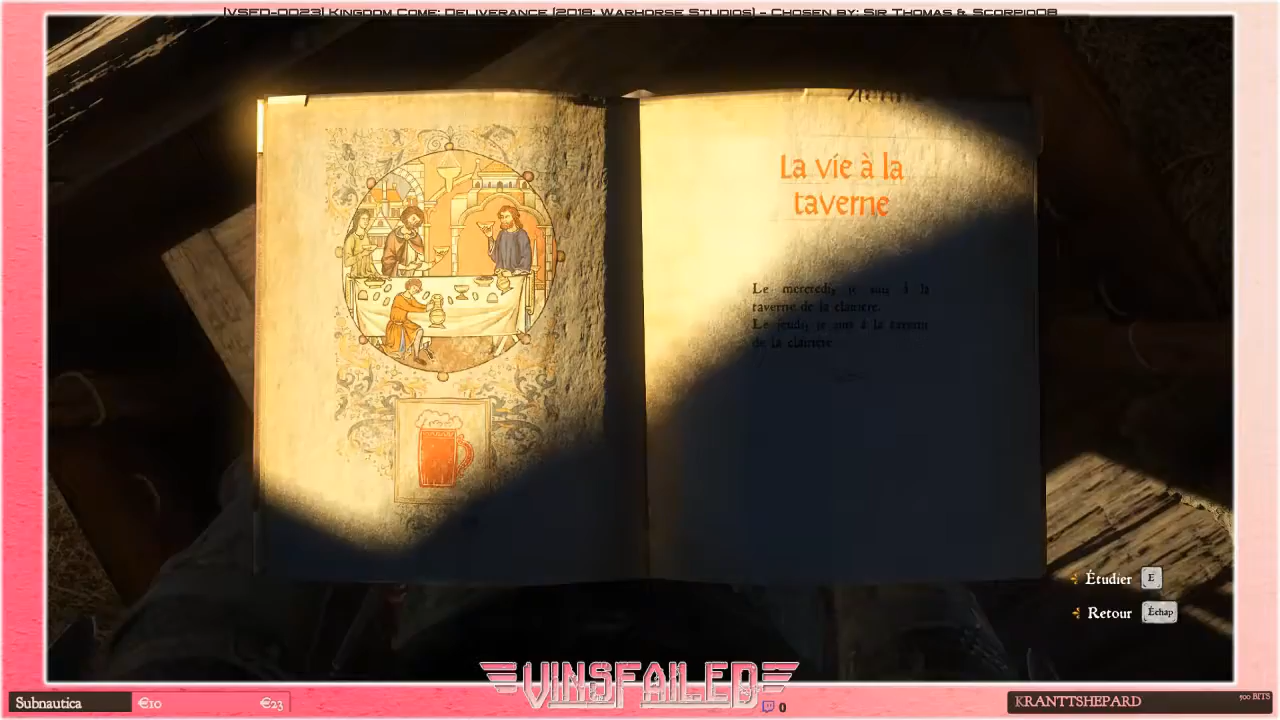 [VSFD-0023] Kingdom Come: Deliverance (2018; Warhorse Studios) - Chosen by: Sir Thomas & Scorpio08
La vie à la
taverne
Le mercredi, je suis à la
taverne de la clairière.
Le jeudi, je suis à la taverne
de la clairière
Étudier E
Retour Échap
VINSFAILED
Subnautica €10 €23
0
KRANTTSHEPARD 500 BITS